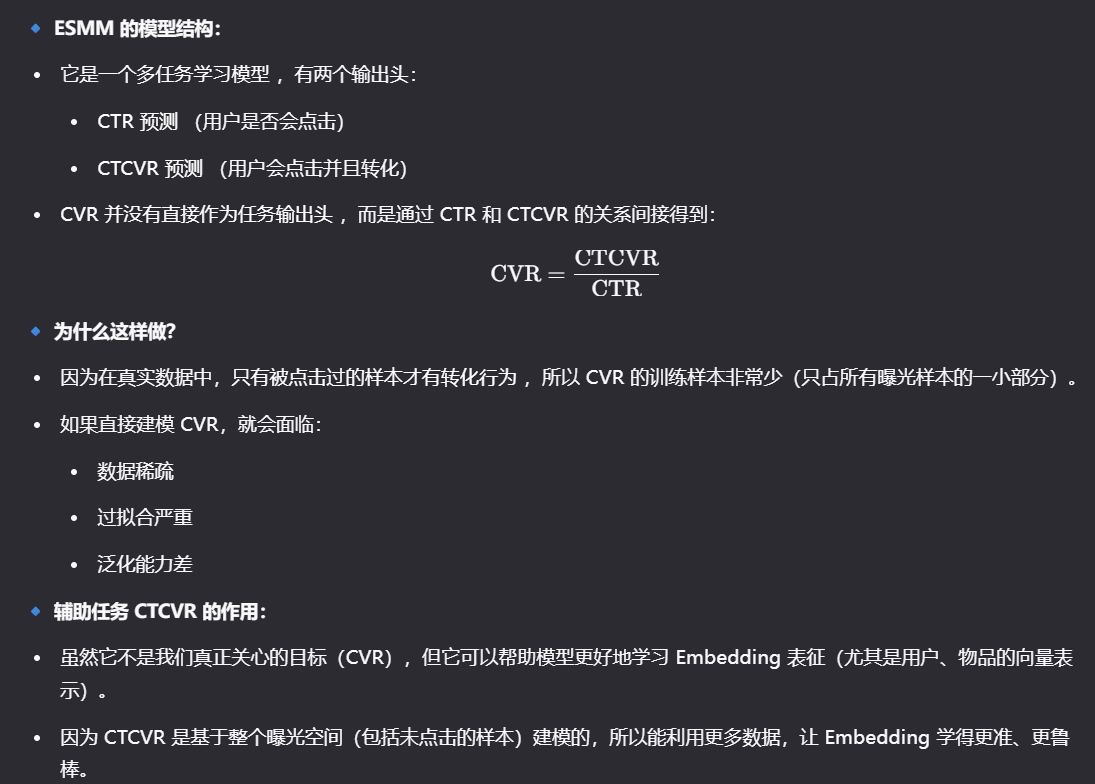 ESMM 的模型结构：
它是一个多任务学习模型 ，有两个输出头：
CTR 预测 （用户是否会点击）
CTCVR 预测 （用户会点击并且转化）
CVR 并没有直接作为任务输出头 ，而是通过 CTR 和 CTCVR 的关系间接得到：
CVR = CTCVR / CTR
为什么这样做？
因为在真实数据中，只有被点击过的样本才有转化行为 ，所以 CVR 的训练样本非常少（只占所有曝光样本的一小部分）。
如果直接建模 CVR，就会面临：
数据稀疏
过拟合严重
泛化能力差
辅助任务 CTCVR 的作用：
虽然它不是我们真正关心的目标（CVR），但它可以帮助模型更好地学习 Embedding 表征（尤其是用户、物品的向量表
示）。
因为 CTCVR 是基于整个曝光空间（包括未点击的样本）建模的，所以能利用更多数据，让 Embedding 学得更准、更鲁
棒。